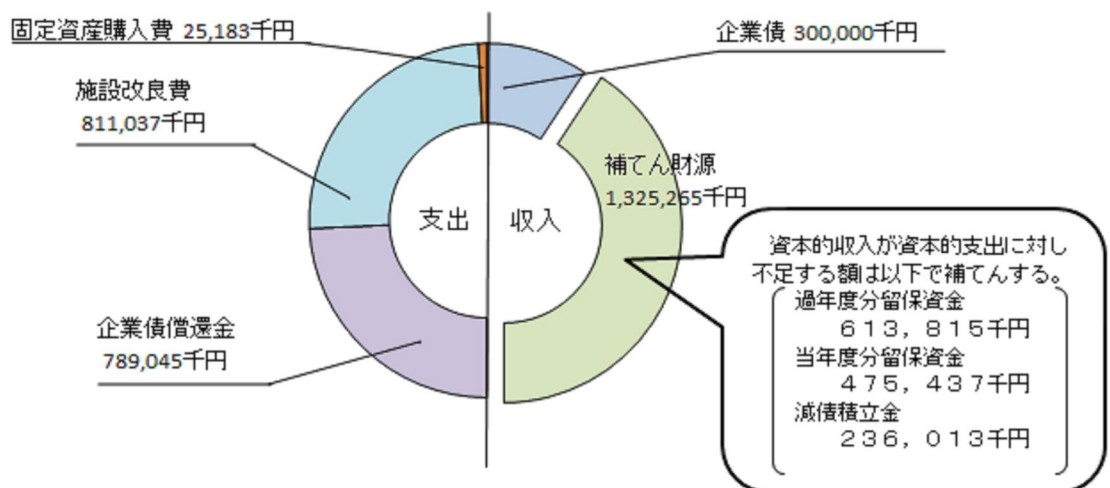 固定資産購入費 25,183千円
企業債 300,000千円
施設改良費
811,037千円
補てん財源
1,325,265千円
支出
収入
企業債償還金
789,045千円
資本的収入が資本的支出に対し
不足する額は以下で補てんする。
過年度分留保資金
６１３，８１５千円
当年度分留保資金
４７５，４３７千円
減債積立金
２３６，０１３千円